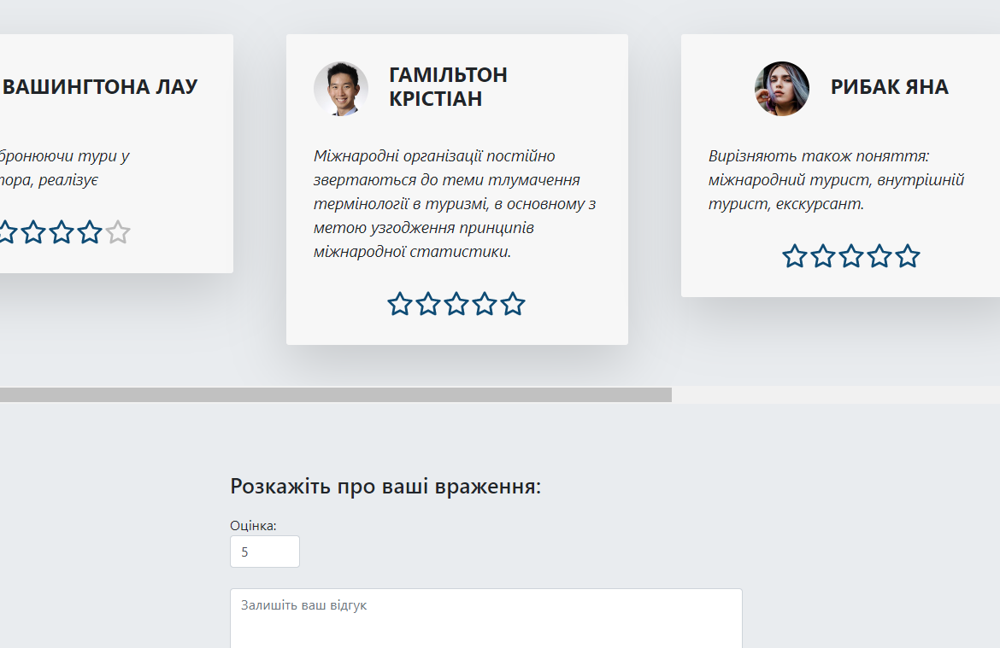 ВАШИНГТОНА ЛАУ
бронюючи тури у
реалізує
ГАМІЛЬТОН
КРІСТІАН
Міжнародні організації постійно
звертаються до теми тлумачення
термінології в туризмі, в основному з
метою узгодження принципів
міжнародної статистики.
РИБАК ЯНА
Вирізняють також поняття:
міжнародний турист, внутрішній
турист, екскурсант.
Розкажіть про ваші враження:
Оцінка:
5
Залишіть ваш відгук